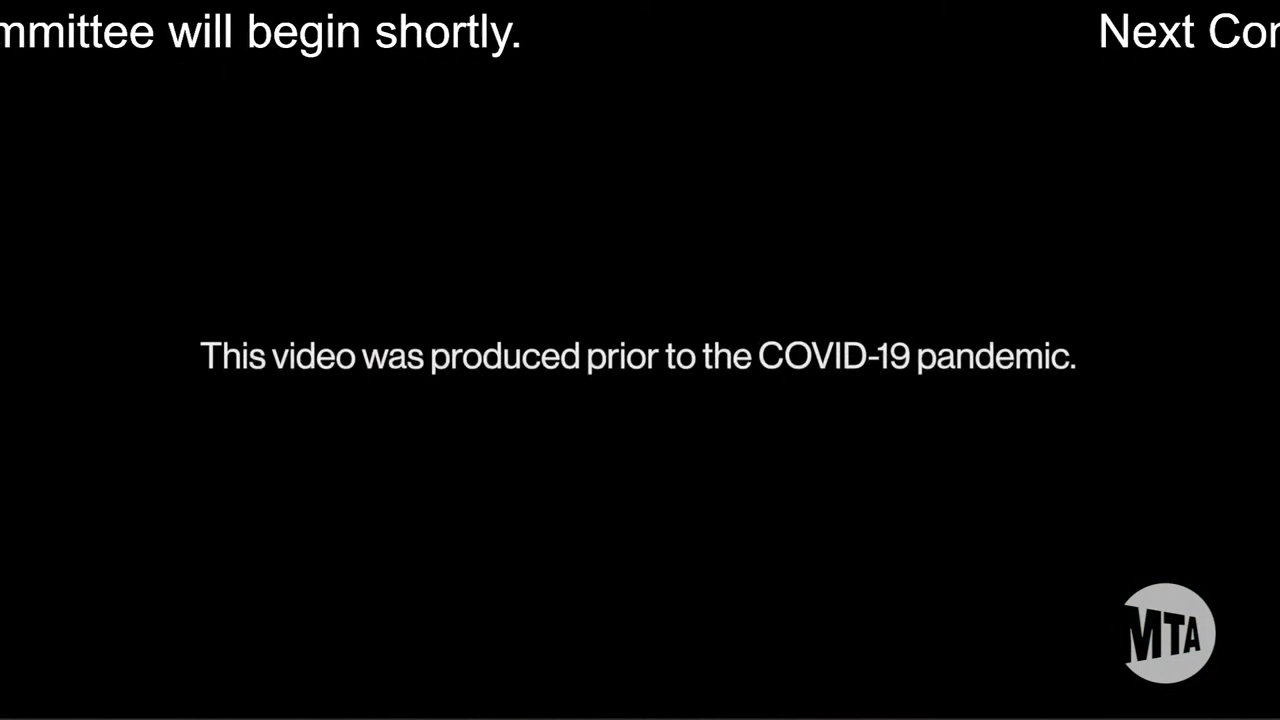 mmittee will begin shortly. Next Cor
This video was produced prior to the COVID-19 pandemic.
MTA